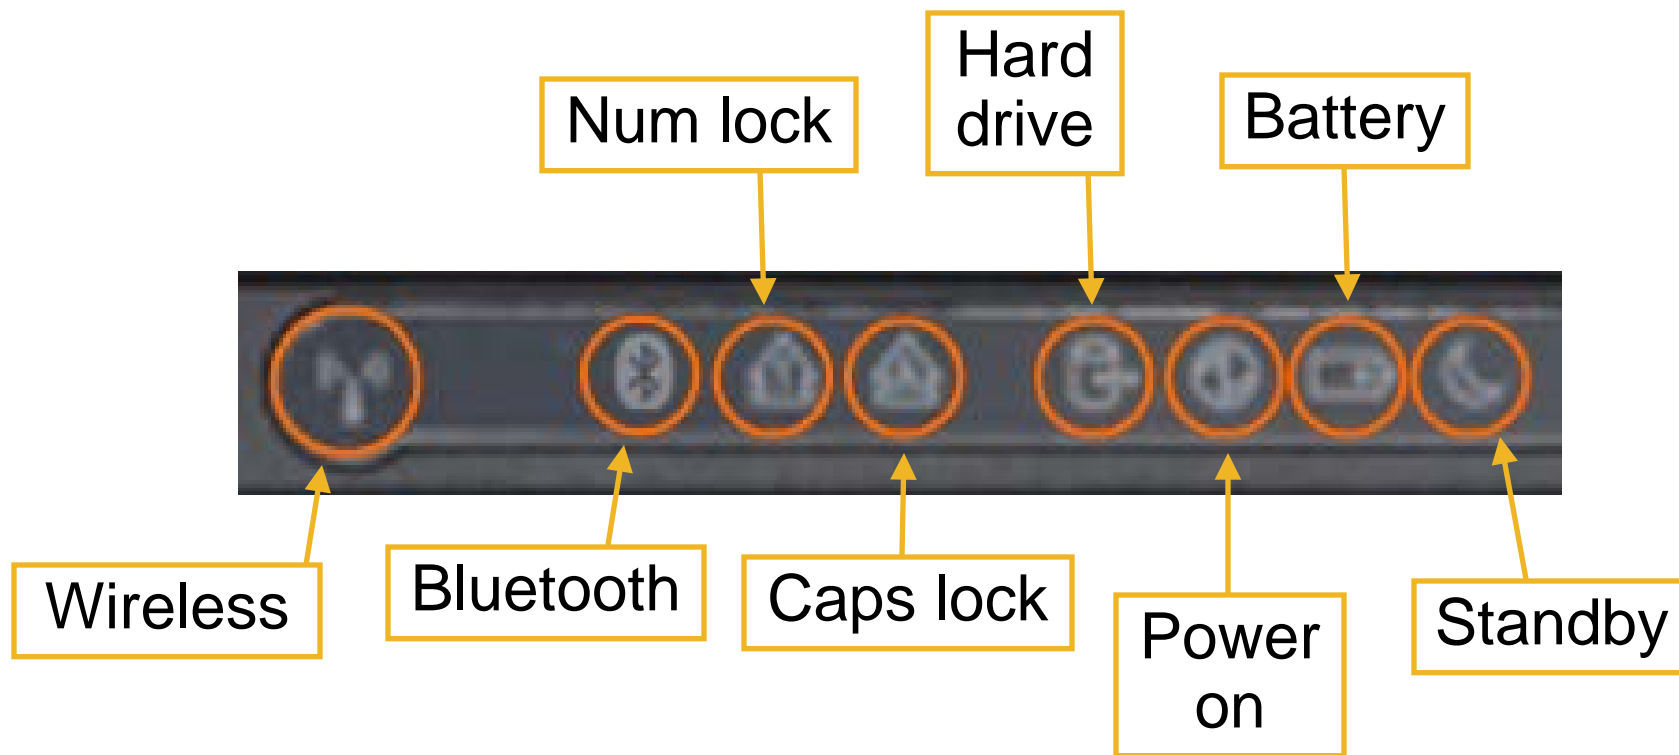 Hard
drive
Num lock
Battery
Wireless
Bluetooth
Caps lock
Power
on
Standby